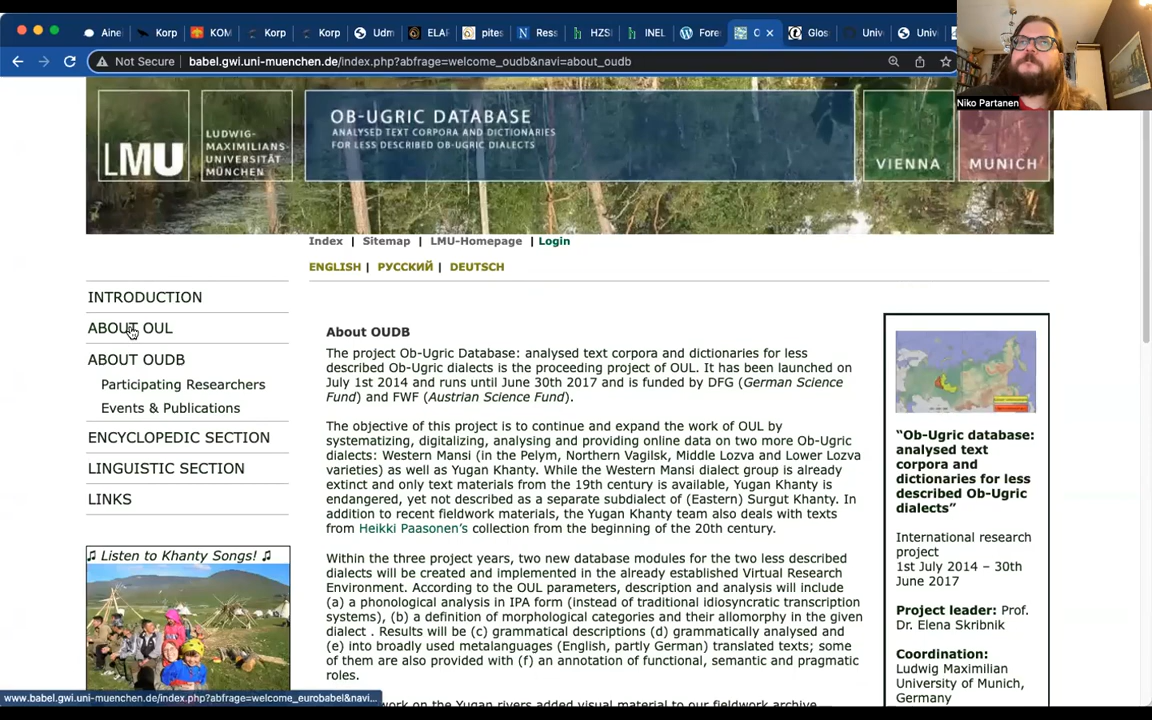 Aine
Korp
KOM
Korp
Korp
Udm
ELAF
pites
Ress
HZSI
INEL
Fore
Glos
Univ
Univ
Not Secure
babel.gwi.uni-muenchen.de/index.php?abfrage=welcome_oudb&navi=about_oudb
Niko Partanen
LMU
LUDWIG-
MAXIMILIANS-
UNIVERSITÄT
MÜNCHEN
OB-UGRIC DATABASE
ANALYSED TEXT CORPORA AND DICTIONARIES
FOR LESS DESCRIBED OB-UGRIC DIALECTS
VIENNA
MUNICH
Index | Sitemap | LMU-Homepage | Login
ENGLISH | РУССКИЙ | DEUTSCH
INTRODUCTION
ABOUT OUL
ABOUT OUDB
Participating Researchers
Events & Publications
ENCYCLOPEDIC SECTION
LINGUISTIC SECTION
LINKS
♫ Listen to Khanty Songs! ♫
About OUDB
The project Ob-Ugric Database: analysed text corpora and dictionaries for less
described Ob-Ugric dialects is the proceeding project of OUL. It has been launched on
July 1st 2014 and runs until June 30th 2017 and is funded by DFG (German Science
Fund) and FWF (Austrian Science Fund).
The objective of this project is to continue and expand the work of OUL by
systematizing, digitalizing, analysing and providing online data on two more Ob-Ugric
dialects: Western Mansi (in the Pelym, Northern Vagilsk, Middle Lozva and Lower Lozva
varieties) as well as Yugan Khanty. While the Western Mansi dialect group is already
extinct and only text materials from the 19th century is available, Yugan Khanty is
endangered, yet not described as a separate subdialect of (Eastern) Surgut Khanty. In
addition to recent fieldwork materials, the Yugan Khanty team also deals with texts
from Heikki Paasonen's collection from the beginning of the 20th century.
Within the three project years, two new database modules for the two less described
dialects will be created and implemented in the already established Virtual Research
Environment. According to the OUL parameters, description and analysis will include
(a) a phonological analysis in IPA form (instead of traditional idiosyncratic transcription
systems), (b) a definition of morphological categories and their allomorphy in the given
dialect . Results will be (c) grammatical descriptions (d) grammatically analysed and
(e) into broadly used metalanguages (English, partly German) translated texts; some
of them are also provided with (f) an annotation of functional, semantic and pragmatic
roles.
work on the Yugan rivers added visual material to our fieldwork archive
"Ob-Ugric database:
analysed text
corpora and
dictionaries for less
described Ob-Ugric
dialects"
International research
project
1st July 2014 – 30th
June 2017
Project leader: Prof.
Dr. Elena Skribnik
Coordination:
Ludwig Maximilian
University of Munich,
Germany
www.babel.gwi.uni-muenchen.de/index.php?abfrage=welcome_eurobabel&navi...